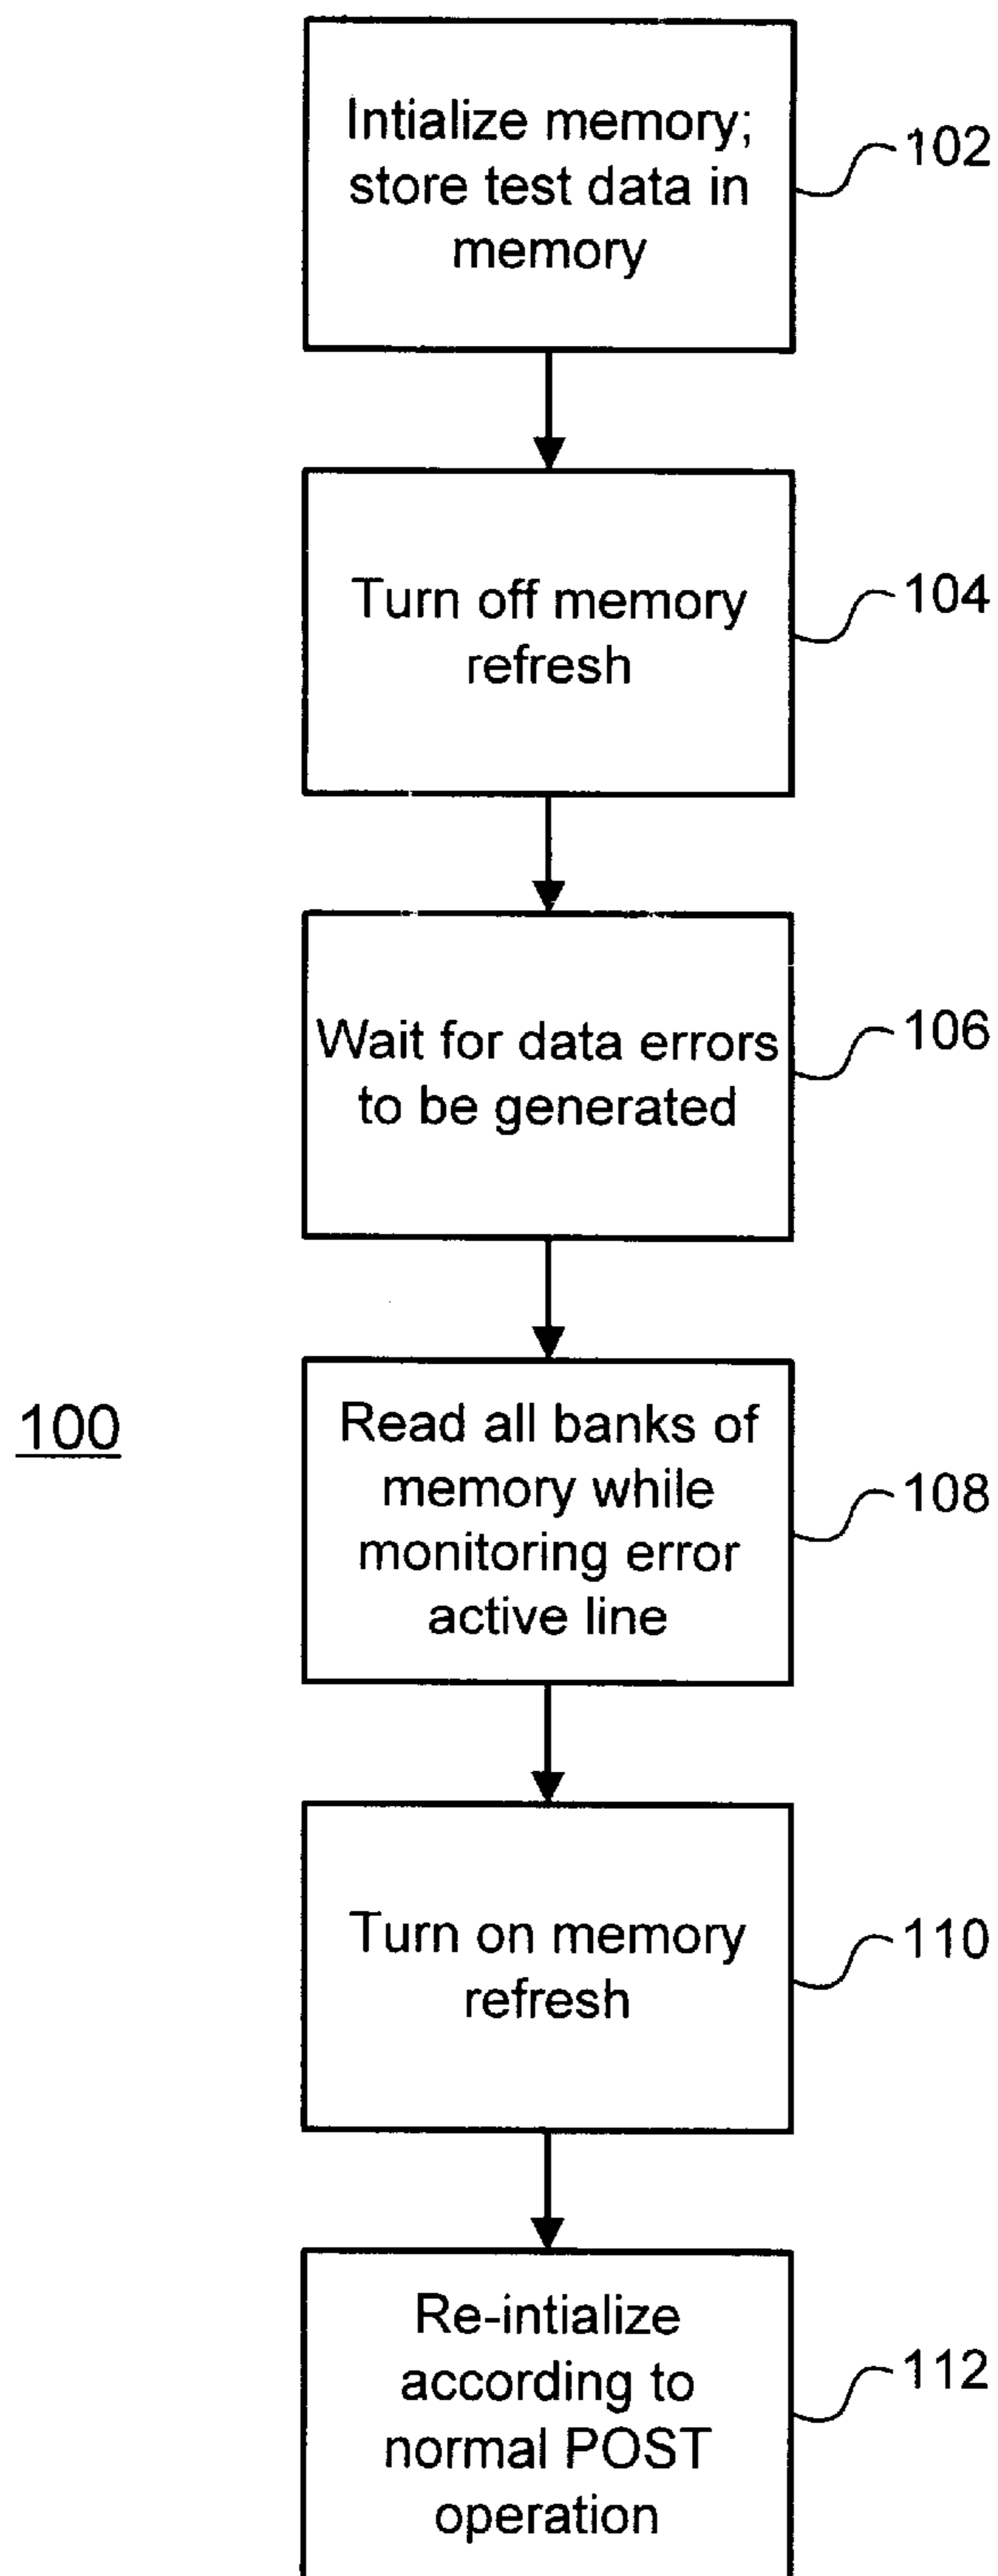 Intialize memory;
store test data in
memory
102
Turn off memory
refresh
104
Wait for data errors
to be generated
106
100
Read all banks of
memory while
monitoring error
active line
108
Turn on memory
refresh
110
Re-intialize
according to
normal POST
operation
112